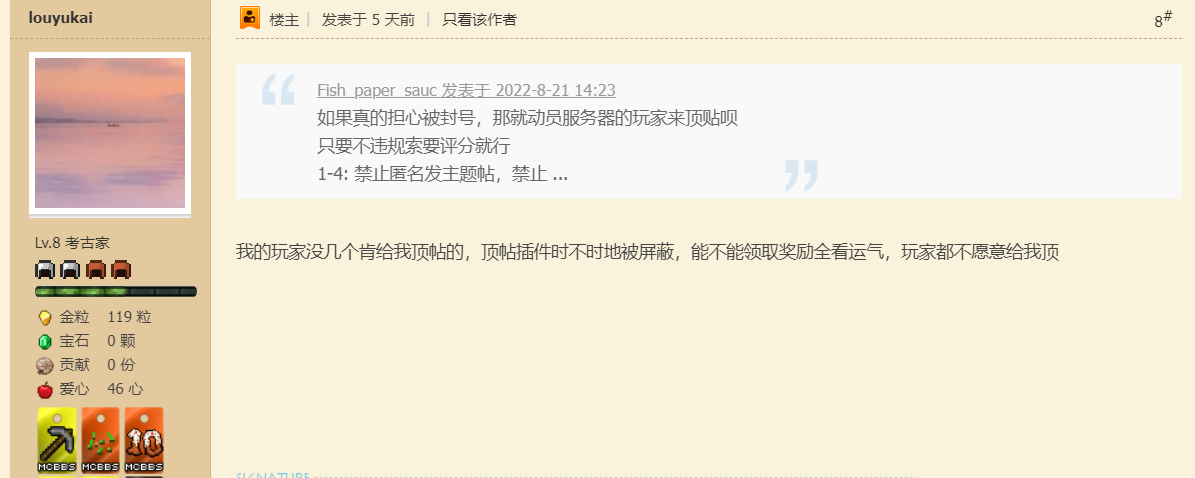 louyukai
楼主 | 发表于 5 天前 | 只看该作者
8#
Fish_paper_sauc 发表于 2022-8-21 14:23
如果真的担心被封号，那就动员服务器的玩家来顶贴呗
只要不违规索要评分就行
1-4: 禁止匿名发主题帖，禁止 ...
我的玩家没几个肯给我顶帖的，顶帖插件时不时地被屏蔽，能不能领取奖励全看运气，玩家都不愿意给我顶
Lv.8 考古家
金粒 119 粒
宝石 0 颗
贡献 0 份
爱心 46 心
10
MCBBS MCBBS MCBBS
SIGNATURE